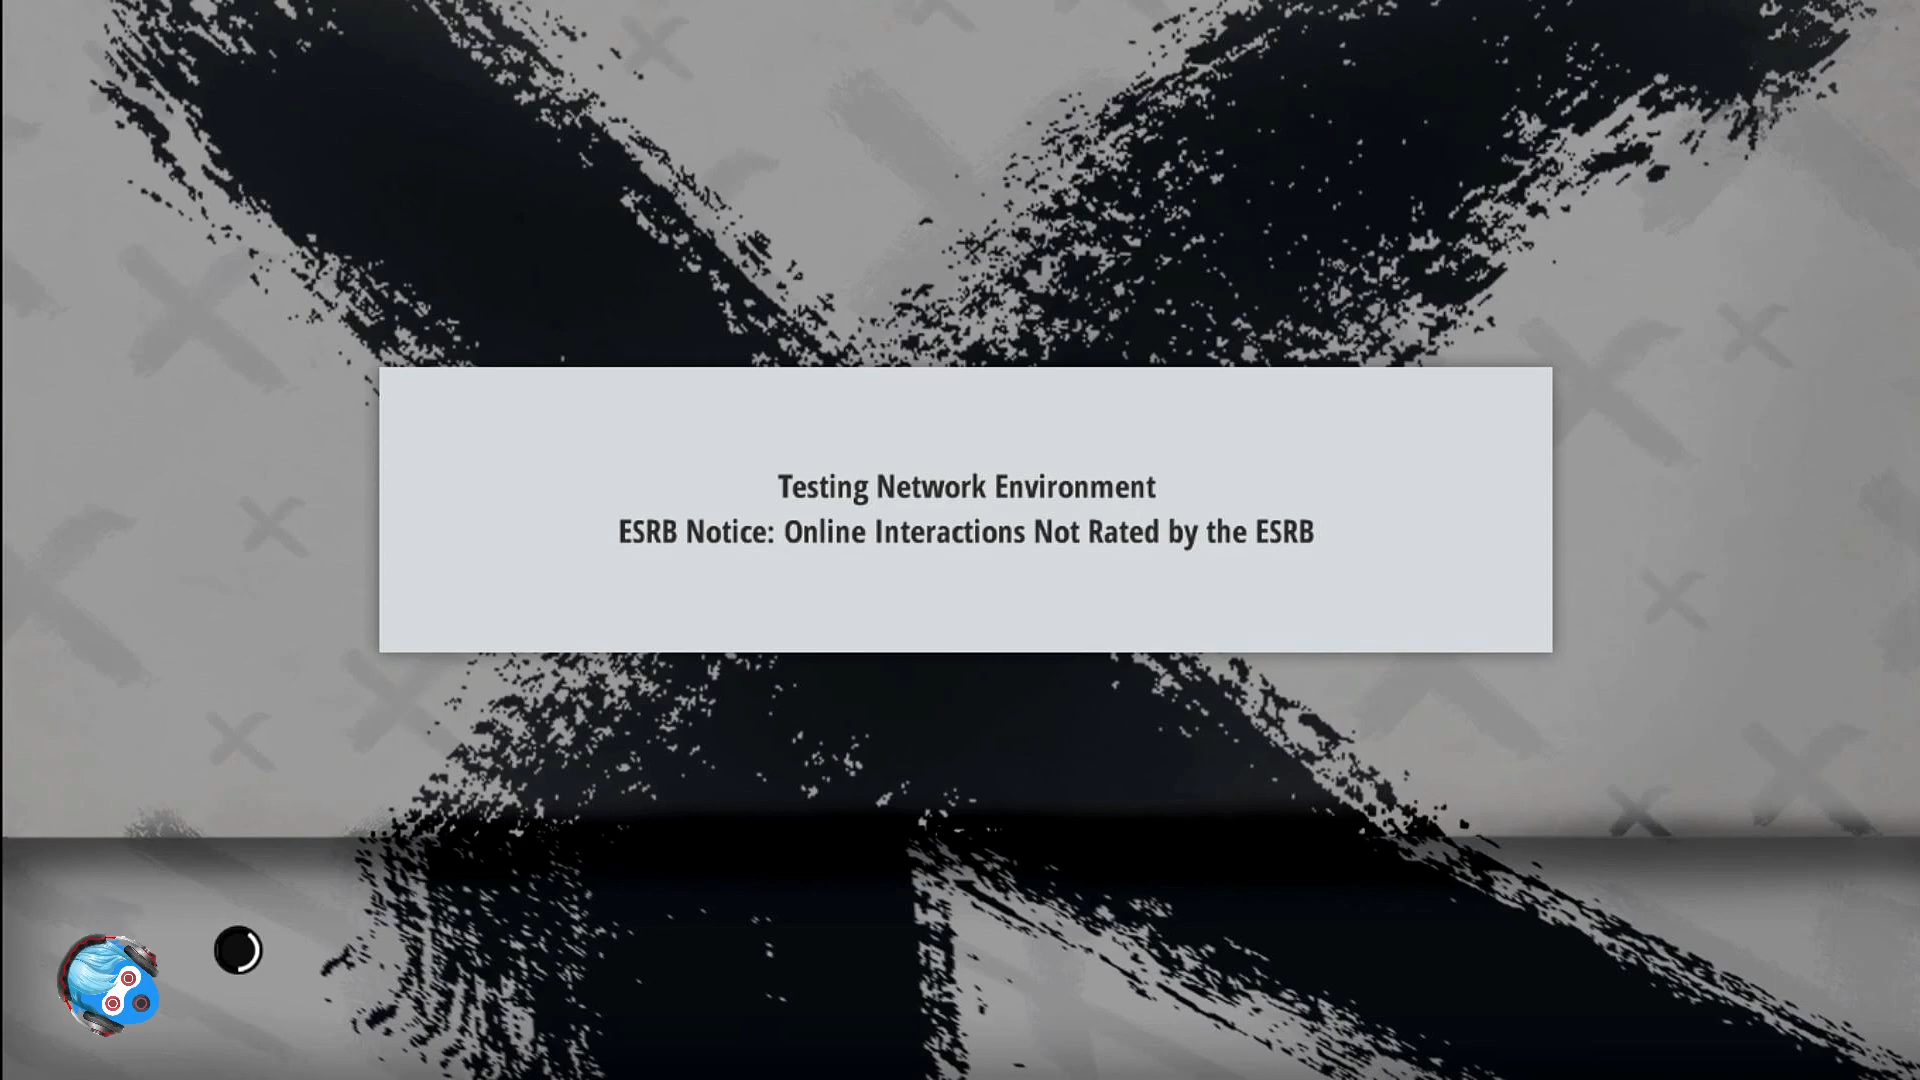 Testing Network Environment
ESRB Notice: Online Interactions Not Rated by the ESRB